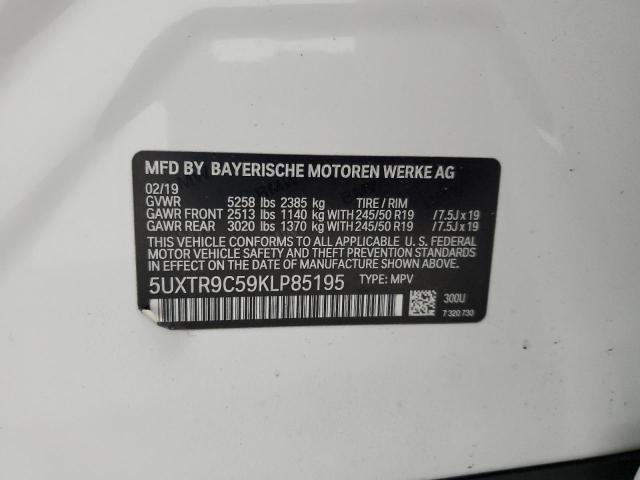 MFD BY BAYERISCHE MOTOREN WERKE AG
02/19
GVWR 5258 lbs 2385 kg TIRE / RIM
GAWR FRONT 2513 lbs 1140 kg WITH 245/50 R19 / 7.5J x 19
GAWR REAR 3020 lbs 1370 kg WITH 245/50 R19 / 7.5J x 19
THIS VEHICLE CONFORMS TO ALL APPLICABLE U. S. FEDERAL
MOTOR VEHICLE SAFETY AND THEFT PREVENTION STANDARDS
IN EFFECT ON THE DATE OF MANUFACTURE SHOWN ABOVE.
5UXTR9C59KLP85195 TYPE: MPV
300U
7 320 730